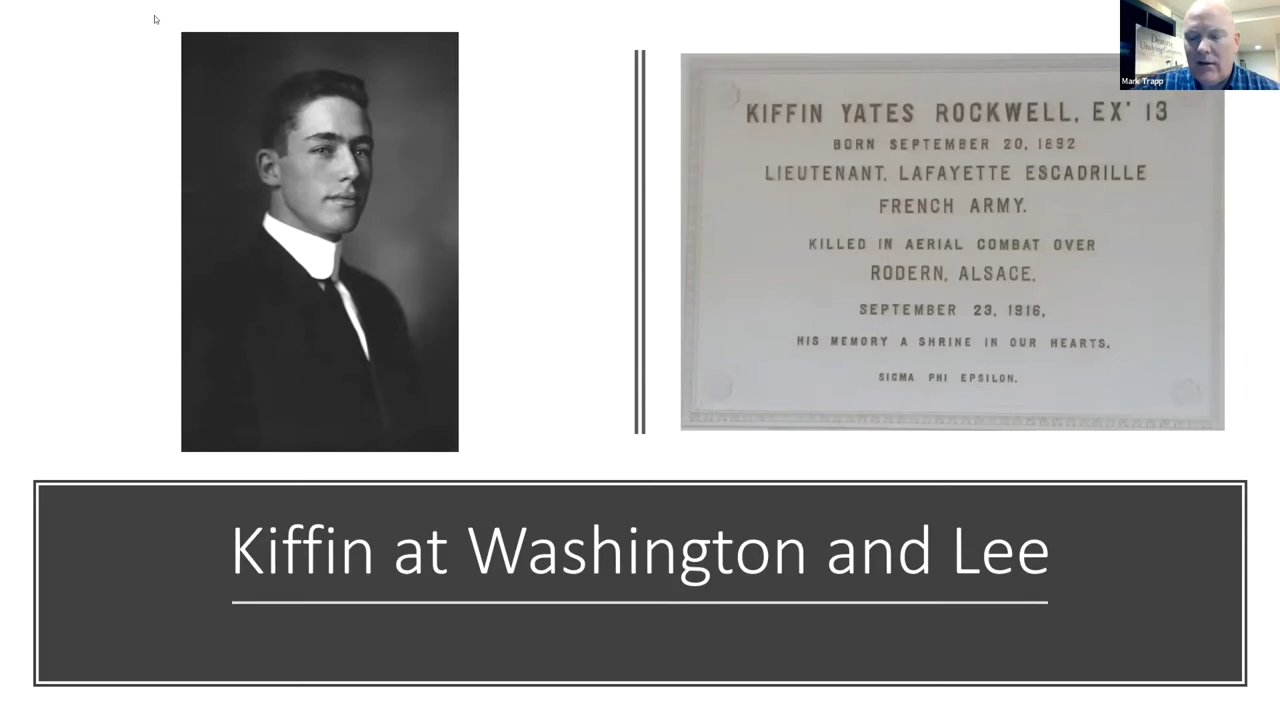 KIFFIN YATES ROCKWELL, EX' 13
BORN SEPTEMBER 20, 1892
LIEUTENANT, LAFAYETTE ESCADRILLE
FRENCH ARMY.
KILLED IN AERIAL COMBAT OVER
RODERN, ALSACE,
SEPTEMBER 23, 1916,
HIS MEMORY A SHRINE IN OUR HEARTS.
SIGMA PHI EPSILON.
Kiffin at Washington and Lee
Mark Trapp